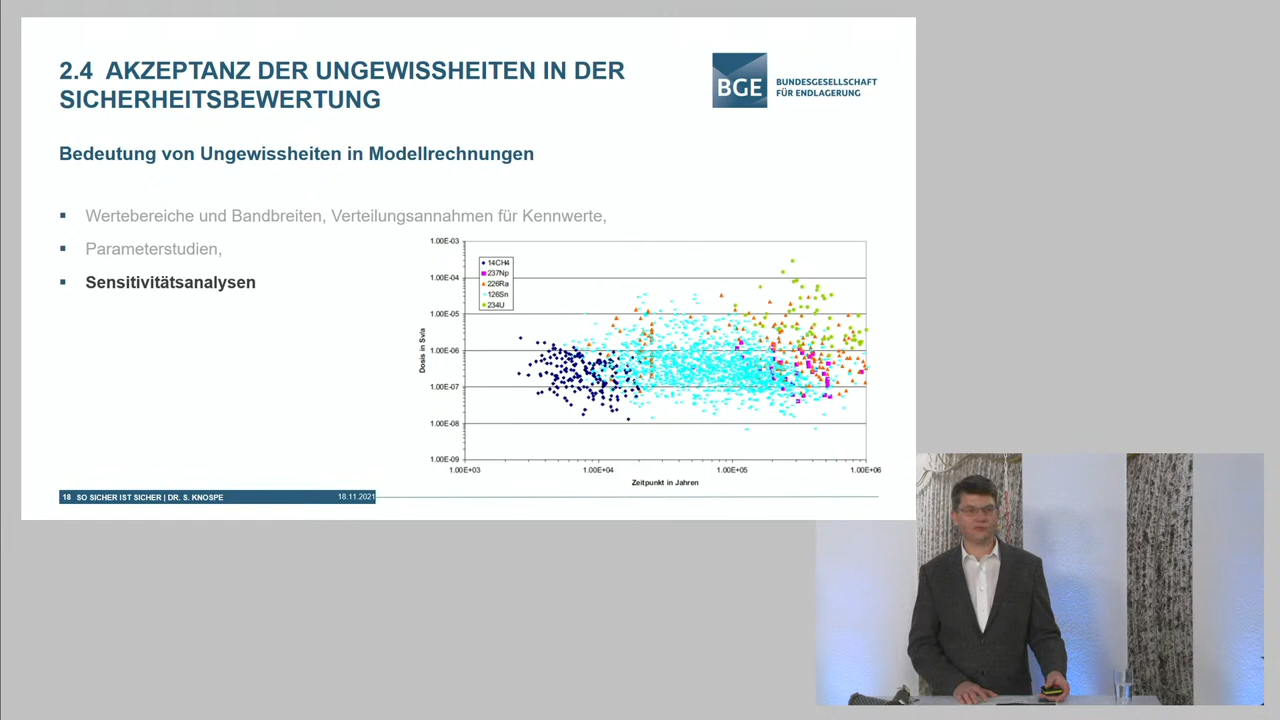 2.4 AKZEPTANZ DER UNGEWISSHEITEN IN DER
SICHERHEITSBEWERTUNG
BGE
BUNDESGESELLSCHAFT
FÜR ENDLAGERUNG
Bedeutung von Ungewissheiten in Modellrechnungen
Wertebereiche und Bandbreiten, Verteilungsannahmen für Kennwerte,
Parameterstudien,
Sensitivitätsanalysen
1.00E-03
1.00E-04
1.00E-05
1.00E-06
1.00E-07
1.00E-08
1.00E-09
Dosis in Sv/a
14CH4
237Np
226Ra
126Sn
234U
1.00E+03
1.00E+04
1.00E+05
1.00E+06
Zeitpunkt in Jahren
18 SO SICHER IST SICHER | DR. S. KNOSPE
18.11.2021